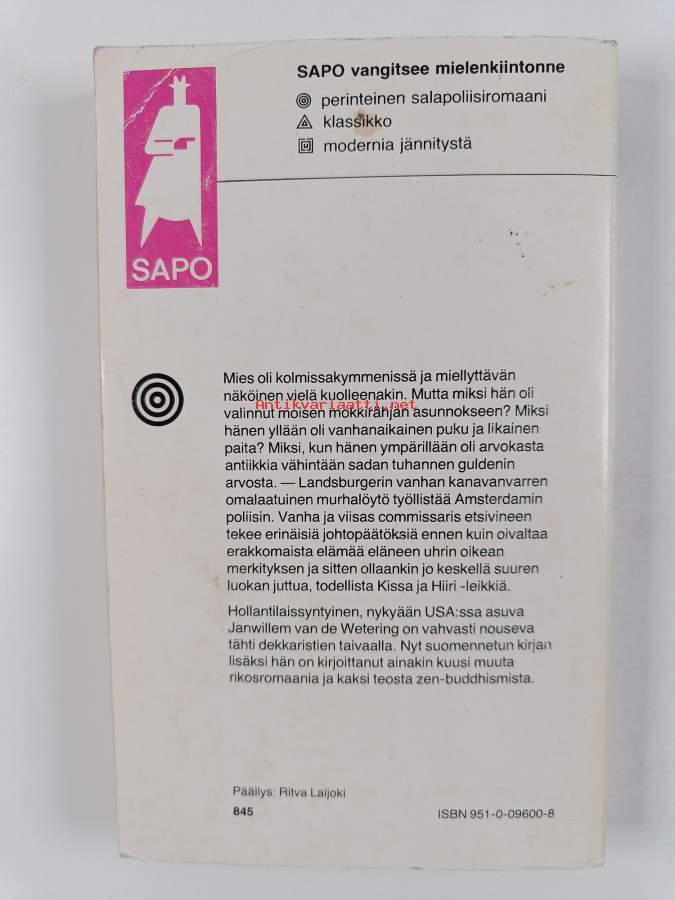 SAPO vangitsee mielenkiintonne
perinteinen salapoliisiromaani
klassikko
modernia jännitystä
SAPO
Mies oli kolmissakymmenissä ja miellyttävän
näköinen vielä kuolleenakin. Mutta miksi hän oli
valinnut moisen mökkirähjän asunnokseen? Miksi
Antikvariaatti.net
hänen yllään oli vanhanaikainen puku ja likainen
paita? Miksi, kun hänen ympärillään oli arvokasta
antiikkia vähintään sadan tuhannen guldenin
arvosta. — Landsburgerin vanhan kanavanvarren
omalaatuinen murhalöytö työllistää Amsterdamin
poliisin. Vanha ja viisas commissaris etsivineen
tekee erinäisiä johtopäätöksiä ennen kuin oivaltaa
erakkomaista elämää eläneen uhrin oikean
merkityksen ja sitten ollaankin jo keskellä suuren
luokan juttua, todellista Kissa ja Hiiri -leikkiä.
Hollantilaissyntyinen, nykyään USA:ssa asuva
Janwillem van de Wetering on vahvasti nouseva
tähti dekkaristien taivaalla. Nyt suomennetun kirjan
lisäksi hän on kirjoittanut ainakin kuusi muuta
rikosromaania ja kaksi teosta zen-buddhismista.
Päällys: Ritva Laijoki
845
ISBN 951-0-09600-8